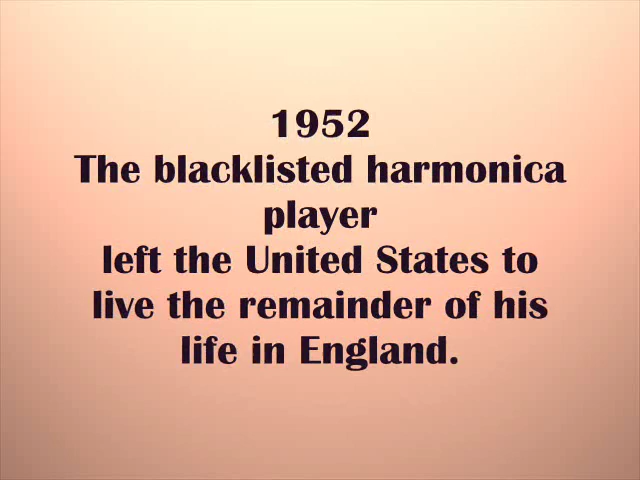 1952
The blacklisted harmonica
player
left the United States to
live the remainder of his
life in England.